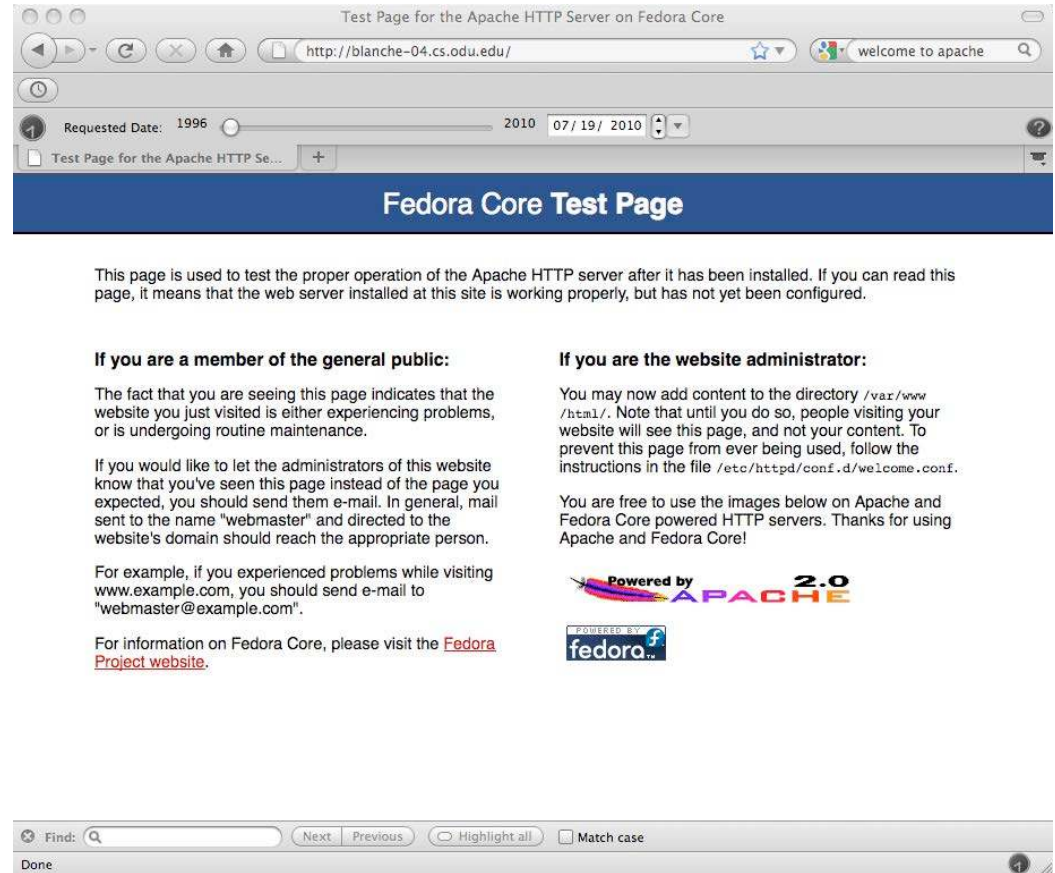 Test Page for the Apache HTTP Server on Fedora Core
http://blanche-04.cs.odu.edu/
welcome to apache
Requested Date: 1996 2010 07/19/ 2010
Test Page for the Apache HTTP Se...
Fedora Core Test Page
This page is used to test the proper operation of the Apache HTTP server after it has been installed. If you can read this
page, it means that the web server installed at this site is working properly, but has not yet been configured.
If you are a member of the general public:
The fact that you are seeing this page indicates that the
website you just visited is either experiencing problems,
or is undergoing routine maintenance.
If you would like to let the administrators of this website
know that you've seen this page instead of the page you
expected, you should send them e-mail. In general, mail
sent to the name "webmaster" and directed to the
website's domain should reach the appropriate person.
For example, if you experienced problems while visiting
www.example.com, you should send e-mail to
"webmaster@example.com".
For information on Fedora Core, please visit the Fedora
Project website.
If you are the website administrator:
You may now add content to the directory /var/www
/html/. Note that until you do so, people visiting your
website will see this page, and not your content. To
prevent this page from ever being used, follow the
instructions in the file /etc/httpd/conf.d/welcome.conf.
You are free to use the images below on Apache and
Fedora Core powered HTTP servers. Thanks for using
Apache and Fedora Core!
Powered by 2.0
APACHE
POWERED BY
fedora™
Find: Next Previous Highlight all Match case
Done